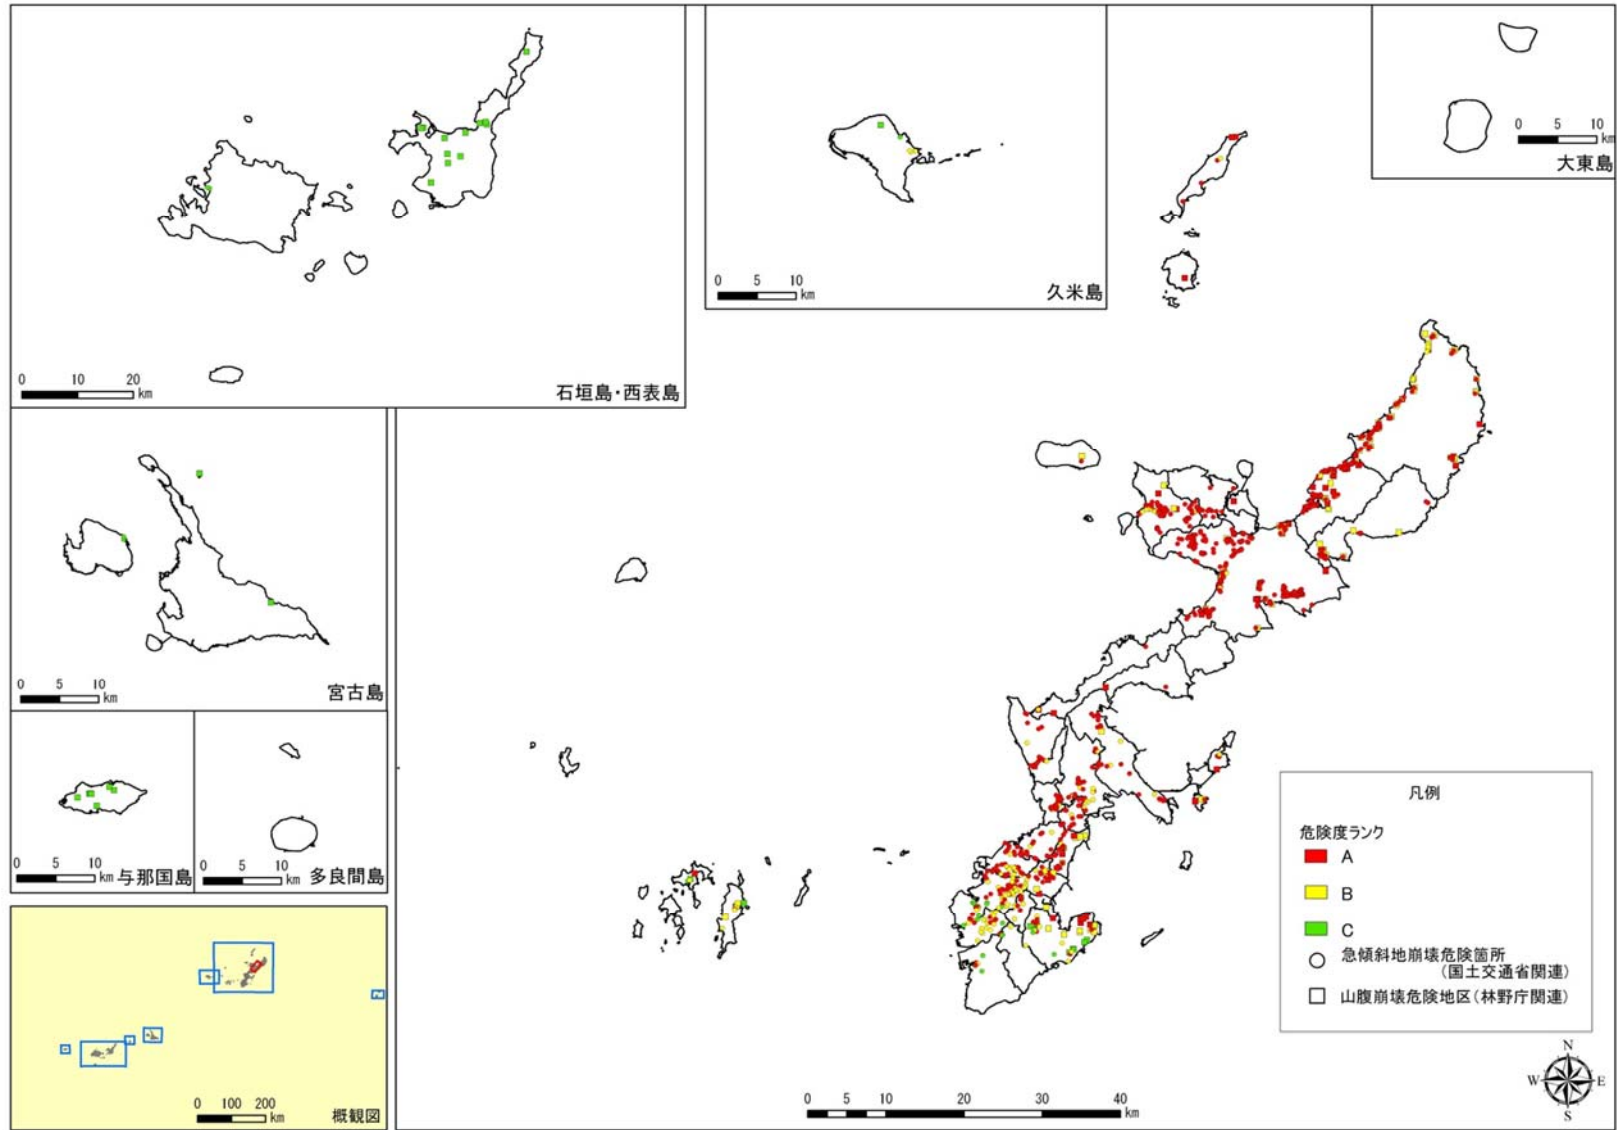 0 10 20 km
石垣島・西表島
0 5 10 km
久米島
0 5 10 km
大東島
0 5 10 km
宮古島
0 5 10 km
与那国島
0 5 10 km
多良間島
0 100 200 km
概観図
凡例
危険度ランク
A
B
C
急傾斜地崩壊危険箇所
(国土交通省関連)
山腹崩壊危険地区(林野庁関連)
N
W E
S
0 5 10 20 30 40 km